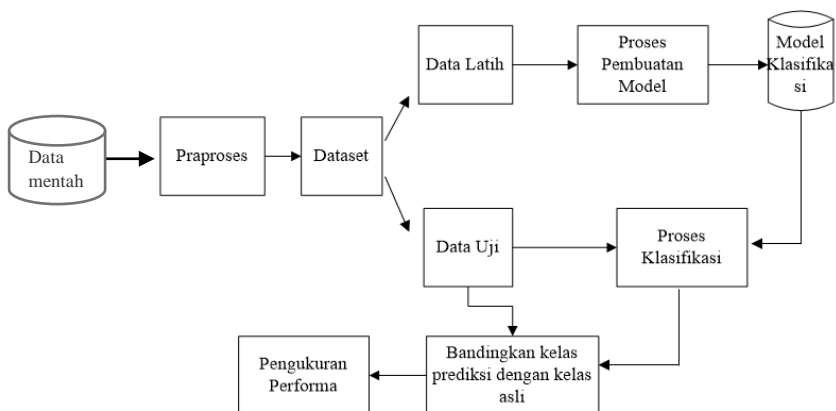 Data Latih
Proses
Pembuatan
Model
Model
Klasifika
si
Data
mentah
Praproses
Dataset
Data Uji
Proses
Klasifikasi
Pengukuran
Performa
Bandingkan kelas
prediksi dengan kelas
asli